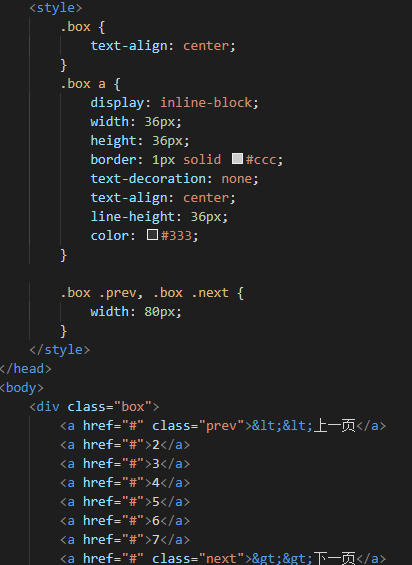 <style>
.box {
text-align: center;
}
.box a {
display: inline-block;
width: 36px;
height: 36px;
border: 1px solid #ccc;
text-decoration: none;
text-align: center;
line-height: 36px;
color: #333;
}
.box .prev, .box .next {
width: 80px;
}
</style>
</head>
<body>
<div class="box">
<a href="#" class="prev">&lt;&lt;上一页</a>
<a href="#">2</a>
<a href="#">3</a>
<a href="#">4</a>
<a href="#">5</a>
<a href="#">6</a>
<a href="#">7</a>
<a href="#" class="next">&gt;&gt;下一页</a>